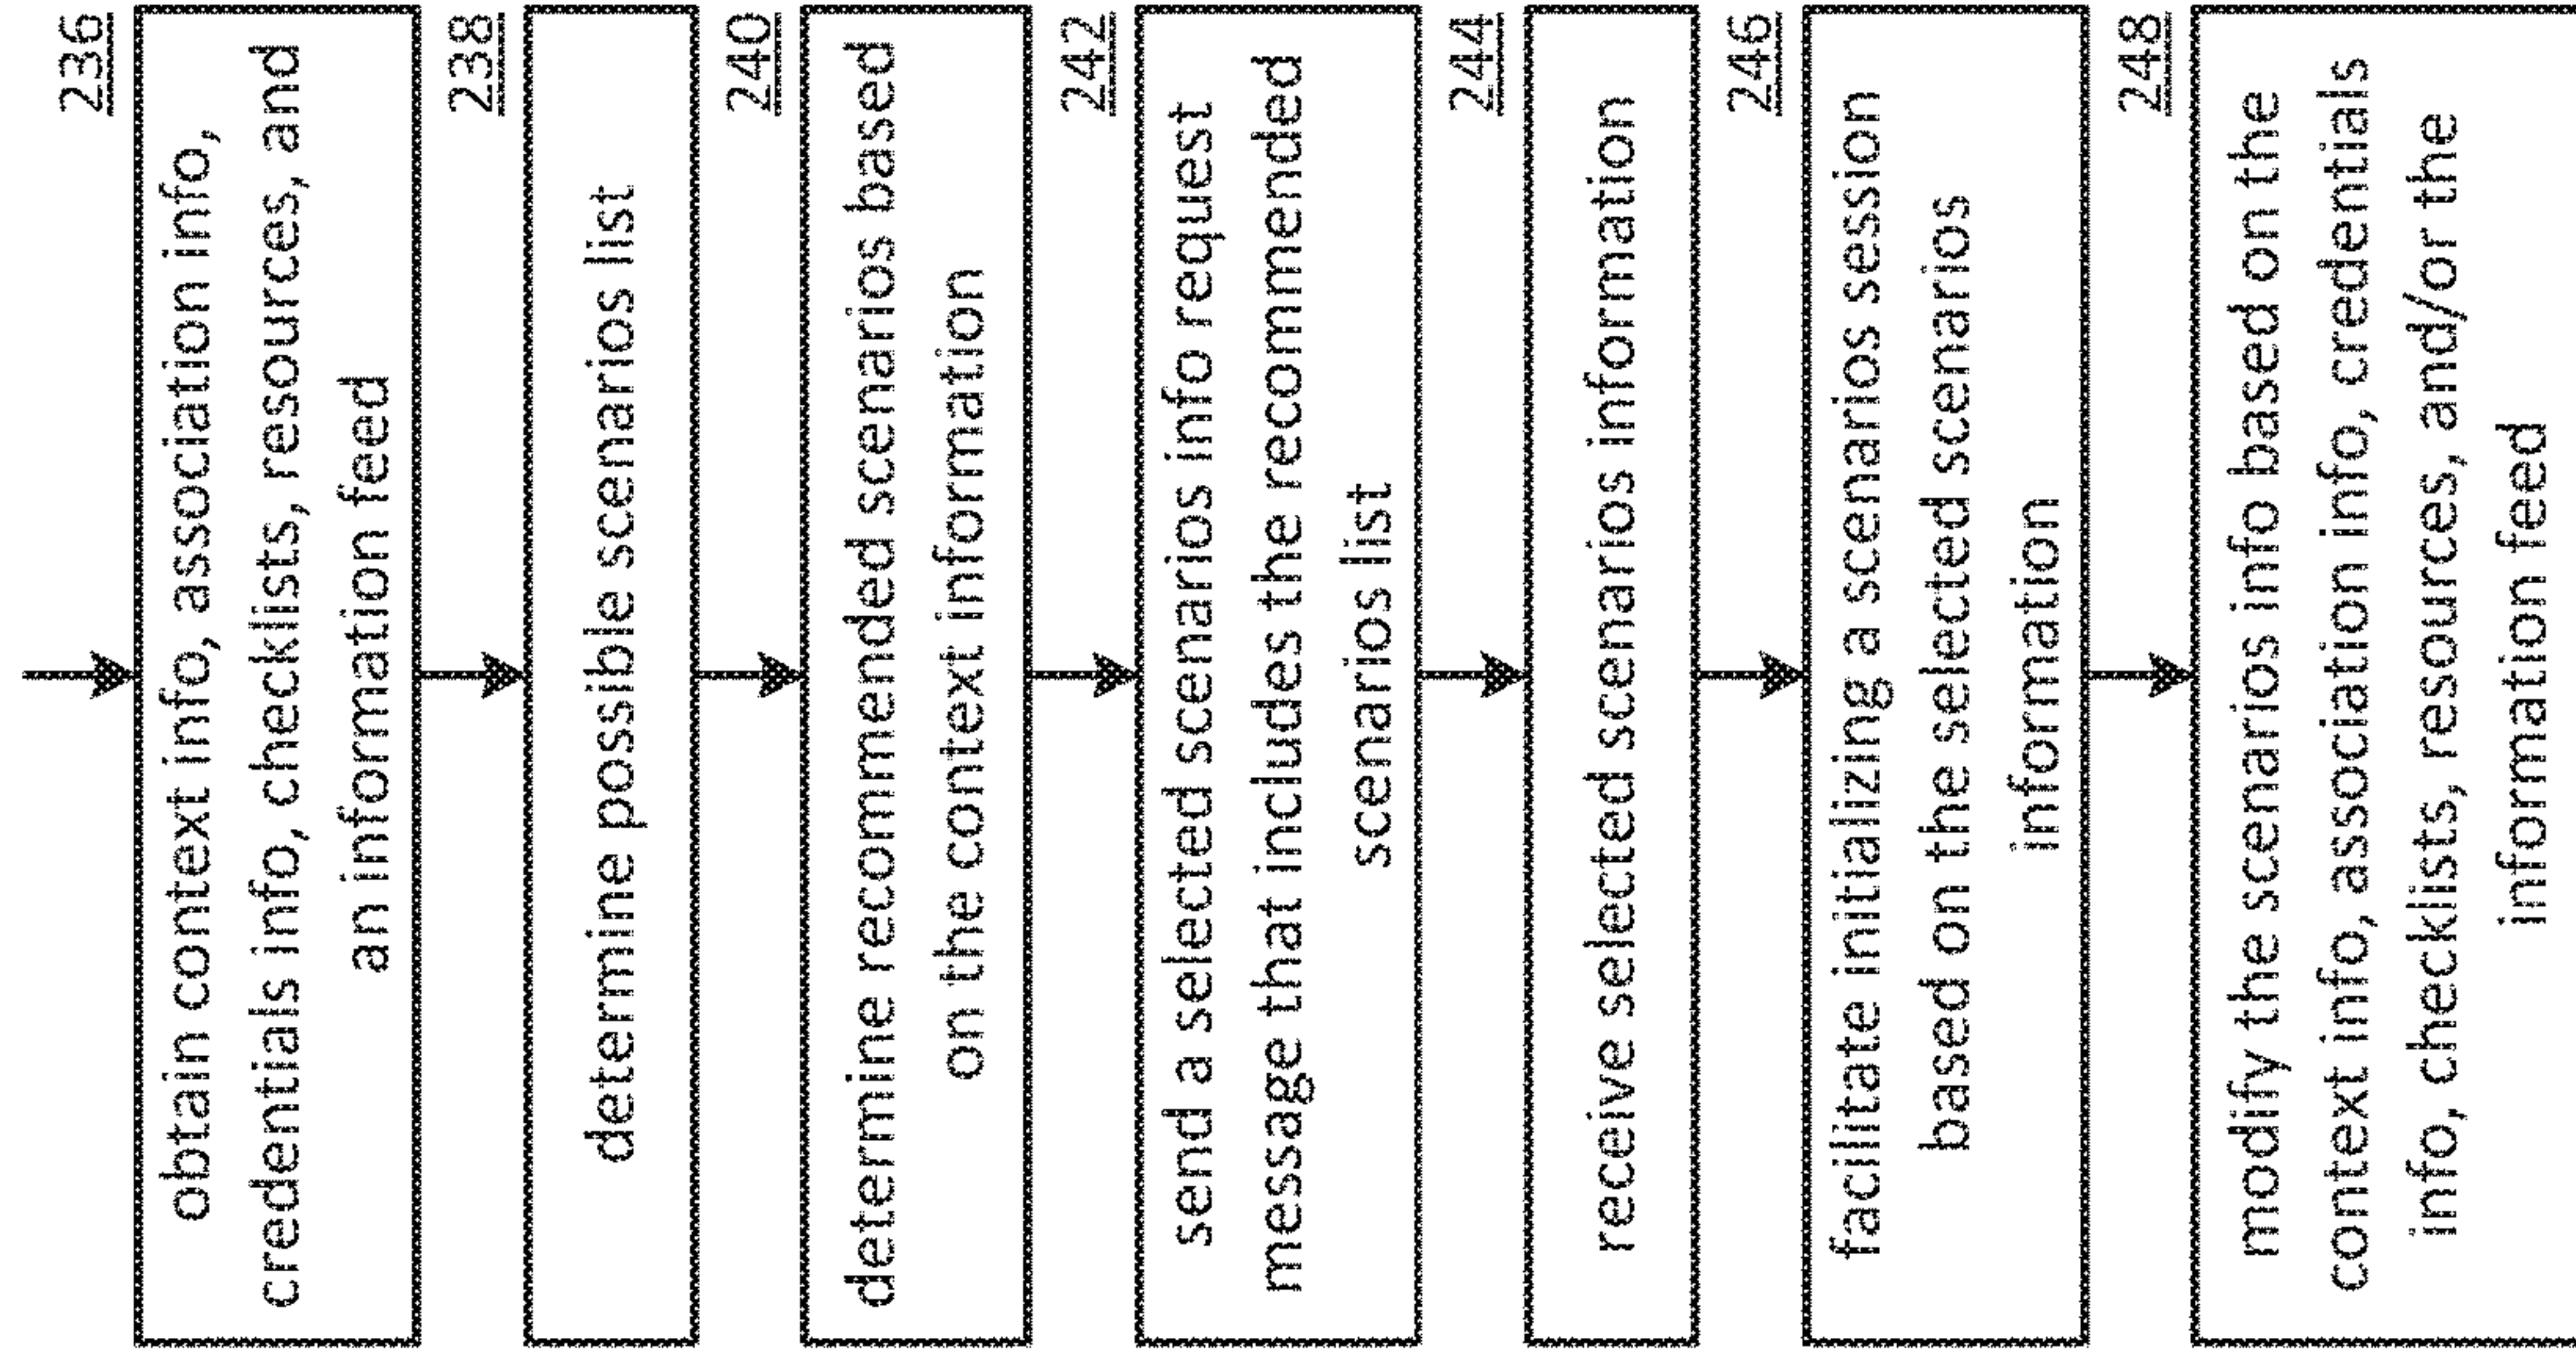 236
obtain context info, association info,
credentials info, checklists, resources, and
an information feed
238
determine possible scenarios list
240
determine recommended scenarios based
on the context information
242
send a selected scenarios info request
message that includes the recommended
scenarios list
244
receive selected scenarios information
246
facilitate initializing a scenarios session
based on the selected scenarios
information
248
modify the scenarios info based on the
context info, association info, credentials
info, checklists, resources, and/or the
information feed